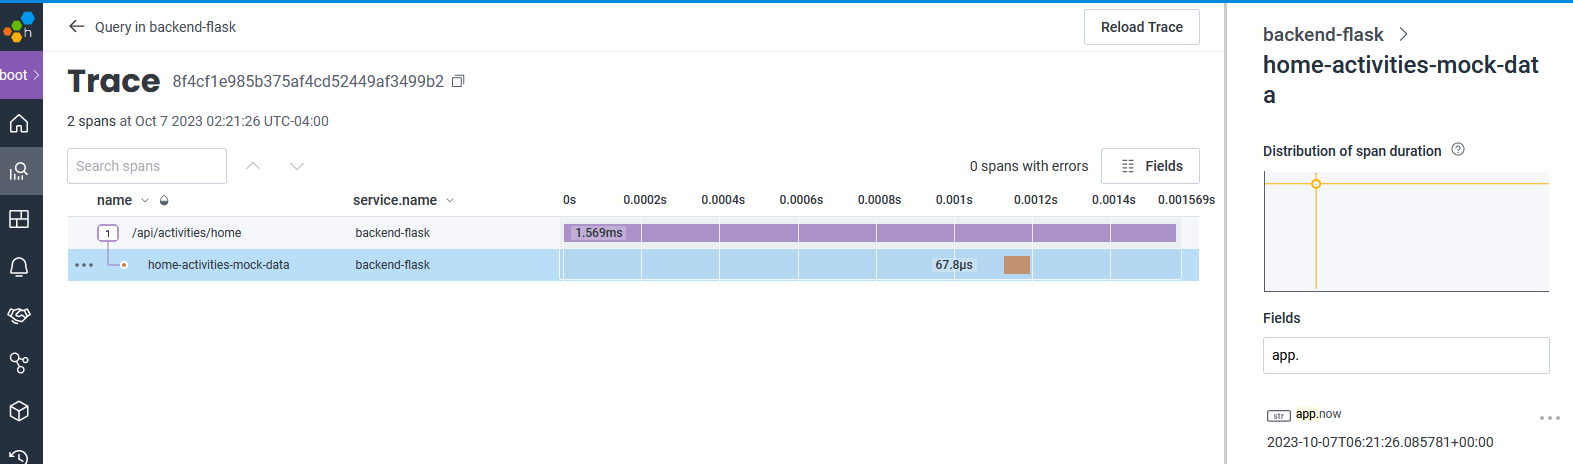 h
boot >
Query in backend-flask
Reload Trace
Trace 8f4cf1e985b375af4cd52449af3499b2
2 spans at Oct 7 2023 02:21:26 UTC-04:00
Search spans
0 spans with errors
Fields
name service.name 0s 0.0002s 0.0004s 0.0006s 0.0008s 0.001s 0.0012s 0.0014s 0.001569s
1 /api/activities/home backend-flask 1.569ms
home-activities-mock-data backend-flask 67.8μs
backend-flask >
home-activities-mock-dat
a
Distribution of span duration ?
Fields
app.
str app.now
2023-10-07T06:21:26.085781+00:00